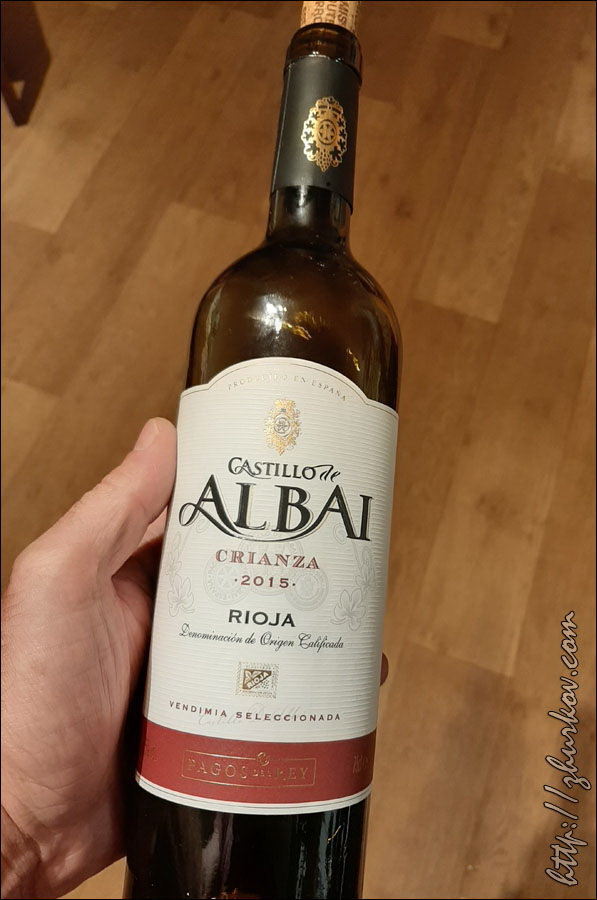 PRODUCIDO EN ESPAÑA
CASTILLO de
ALBAI
CRIANZA
·2015·
RIOJA
Denominación de Origen Calificada
RIOJA
VENDIMIA SELECCIONADA
PAGOS DEL REY
http://zhurkov.com